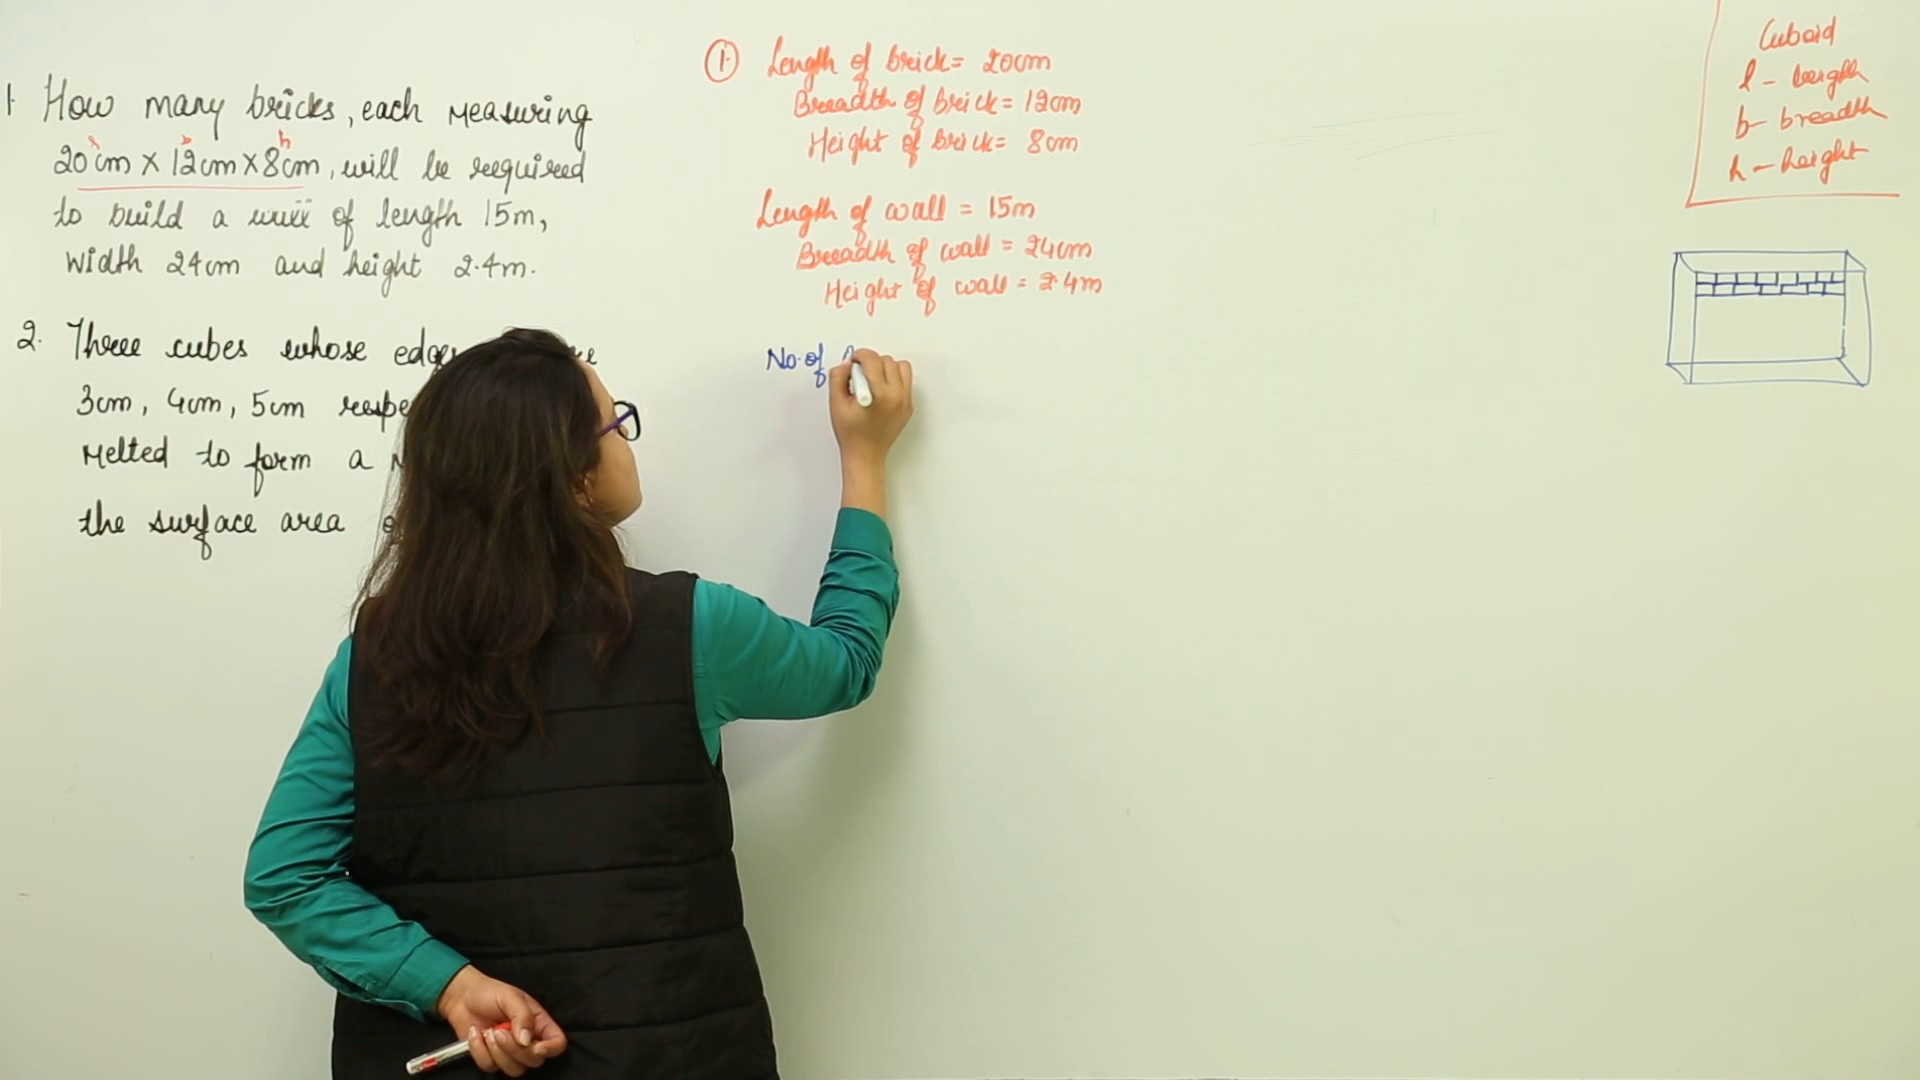 1. How many bricks, each measuring
l b h
20cm x 12cm x 8cm, will be required
to build a wall of length 15m,
width 24cm and height 2.4m.
2. Three cubes whose edges
3cm, 4cm, 5cm
melted to form a
the surface area
① Length of brick = 20cm
Breadth of brick = 12cm
Height of brick = 8cm
Length of wall = 15m
Breadth of wall = 24cm
Height of wall = 2.4m
No. of
Cuboid
l - length
b - breadth
h - height